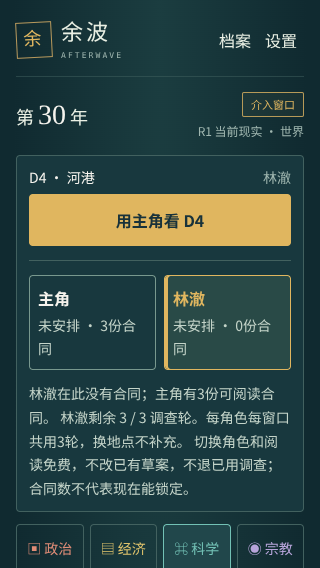 余 余波
AFTERWAVE
档案 设置
第 30 年
介入窗口
R1 当前现实 · 世界
D4 · 河港 林澈
用主角看 D4
主角
未安排 · 3份合
同
林澈
未安排 · 0份合
同
林澈在此没有合同；主角有3份可阅读合
同。 林澈剩余 3 / 3 调查轮。每角色每窗口
共用3轮，换地点不补充。 切换角色和阅
读免费，不改已有草案，不退已用调查；
合同数不代表现在能锁定。
政治 经济 科学 宗教